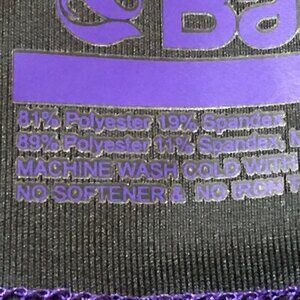 Ba
81% Polyester 19% Spandex
89% Polyester 11% Spandex
MACHINE WASH COLD WITH
NO SOFTENER & NO IRON